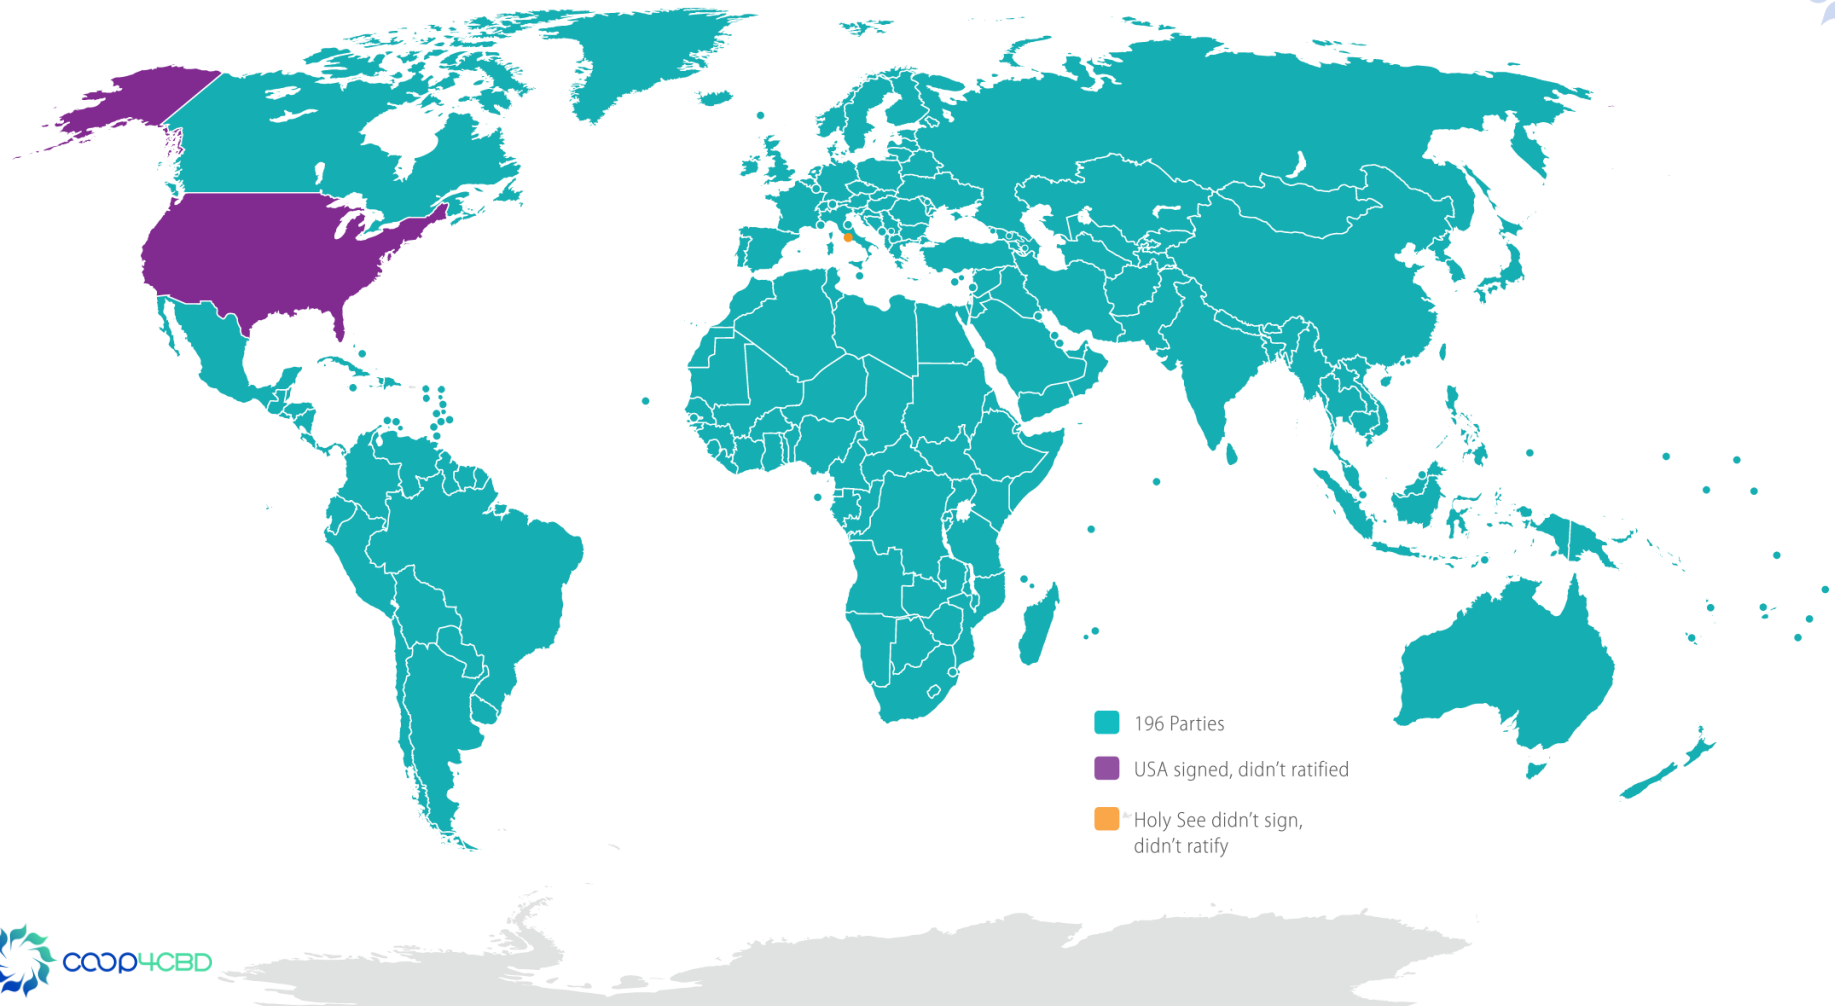 196 Parties
USA signed, didn't ratified
Holy See didn't sign,
didn't ratify
COOP4CBD